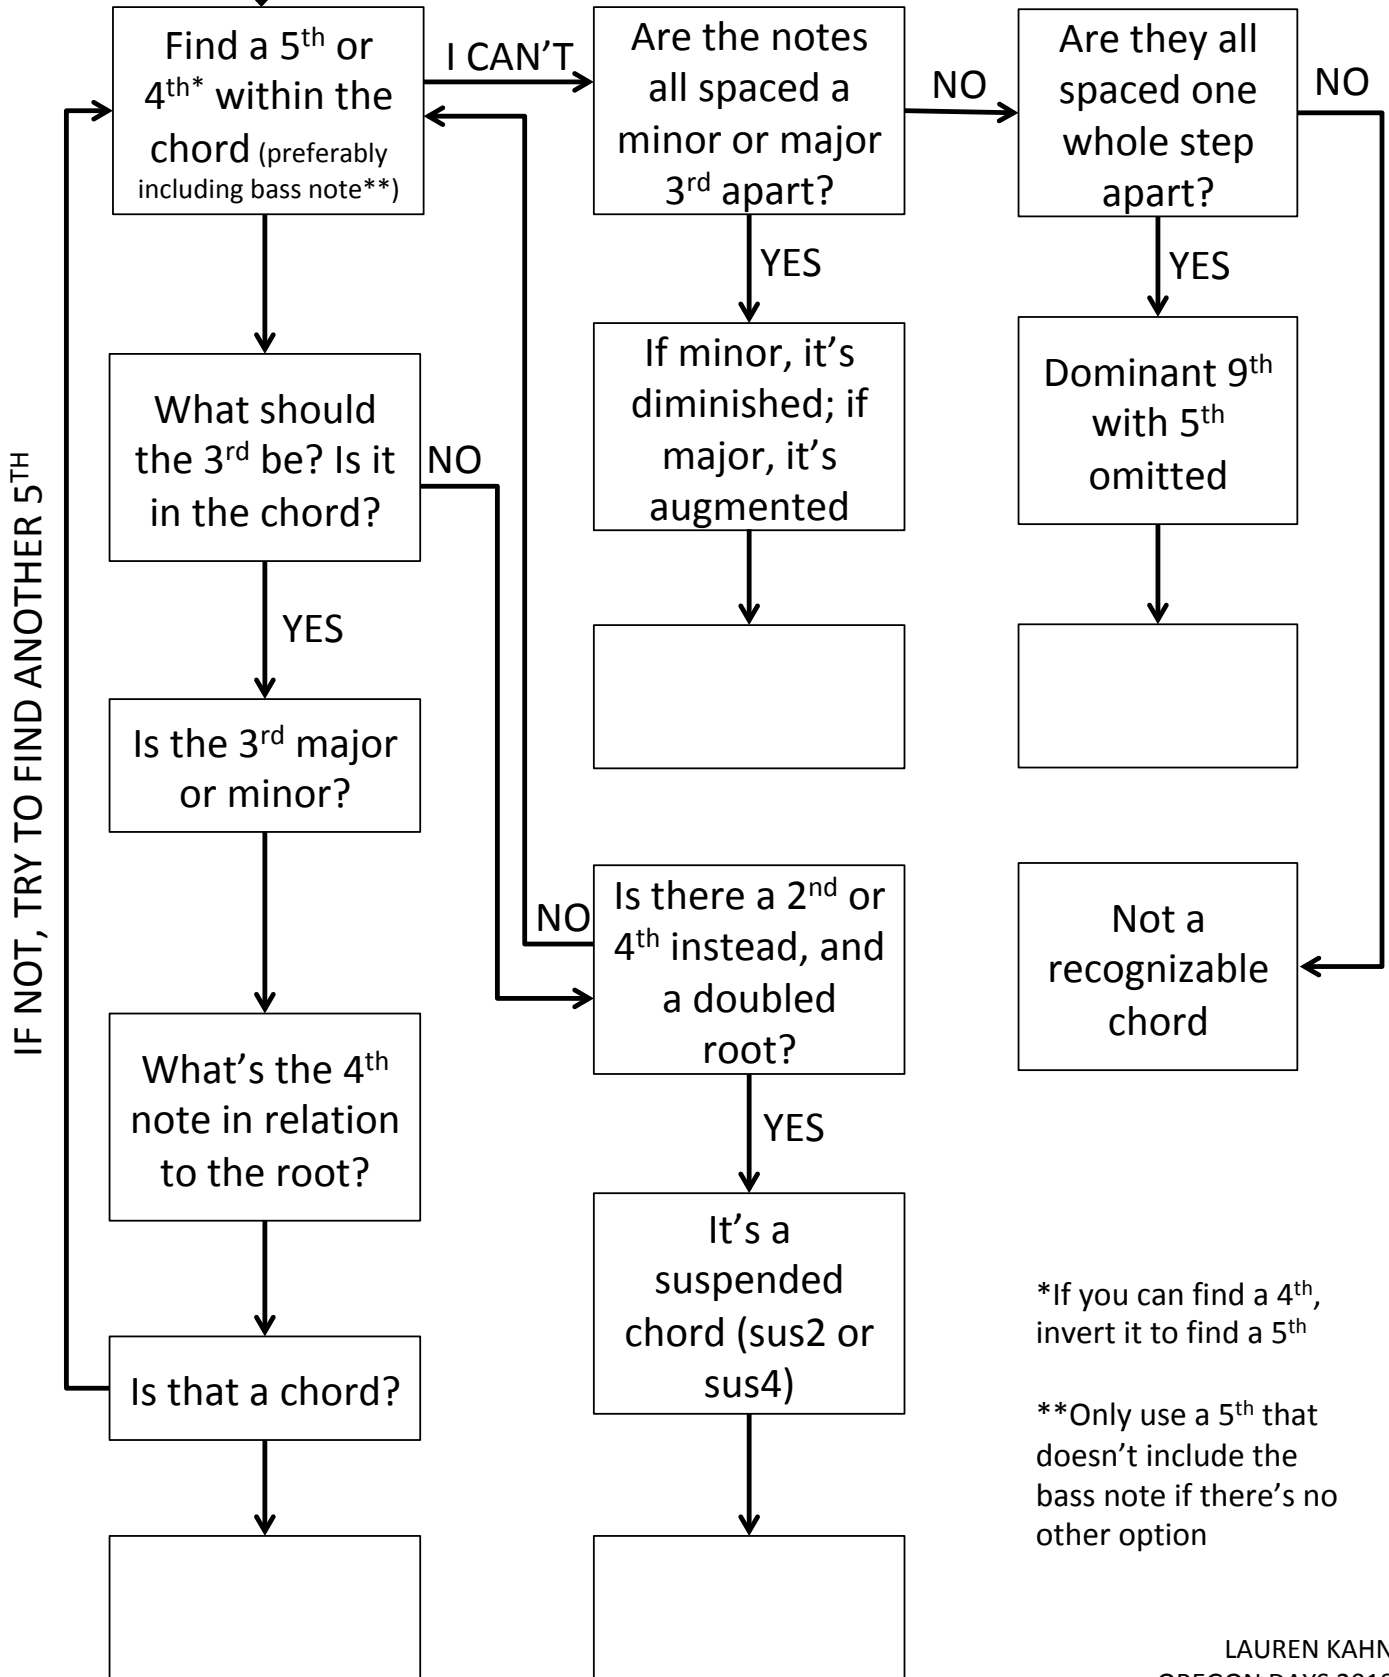 Find a 5th or
4th* within the
chord (preferably
including bass note**)
I CAN'T
Are the notes
all spaced a
minor or major
3rd apart?
NO
Are they all
spaced one
whole step
apart?
NO
YES
YES
If minor, it's
diminished; if
major, it's
augmented
Dominant 9th
with 5th
omitted
What should
the 3rd be? Is it
in the chord?
NO
YES
IF NOT, TRY TO FIND ANOTHER 5TH
Is the 3rd major
or minor?
NO
Is there a 2nd or
4th instead, and
a doubled
root?
Not a
recognizable
chord
What's the 4th
note in relation
to the root?
YES
It's a
suspended
chord (sus2 or
sus4)
Is that a chord?
*If you can find a 4th,
invert it to find a 5th
**Only use a 5th that
doesn't include the
bass note if there's no
other option
LAUREN KAHN
OREGON DAYS 2019